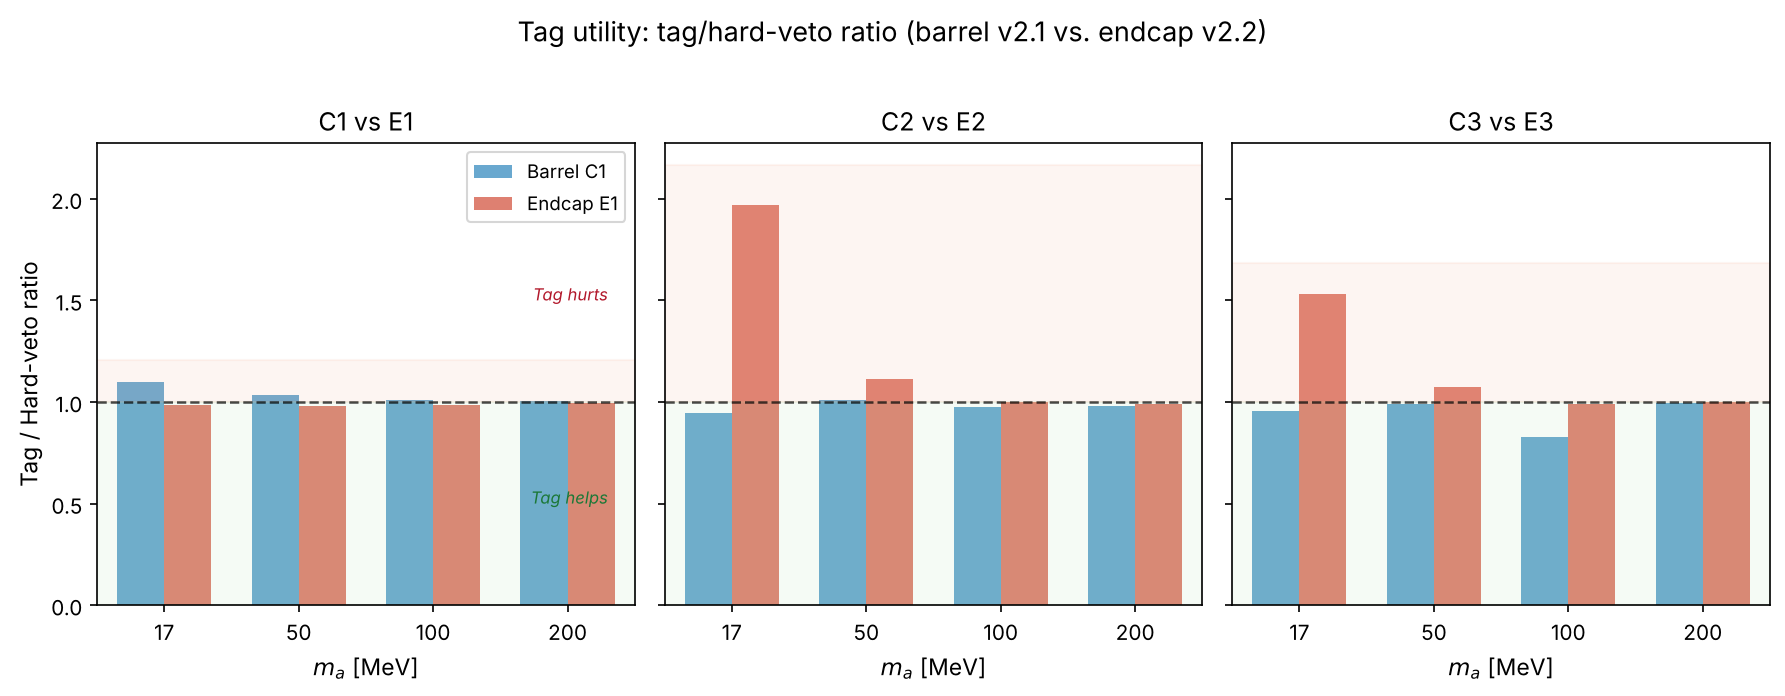 Tag utility: tag/hard-veto ratio (barrel v2.1 vs. endcap v2.2)
C1 vs E1
Barrel C1
Endcap E1
Tag hurts
Tag helps
Tag / Hard-veto ratio
2.0
1.5
1.0
0.5
0.0
17 50 100 200
m_a [MeV]
C2 vs E2
17 50 100 200
m_a [MeV]
C3 vs E3
17 50 100 200
m_a [MeV]